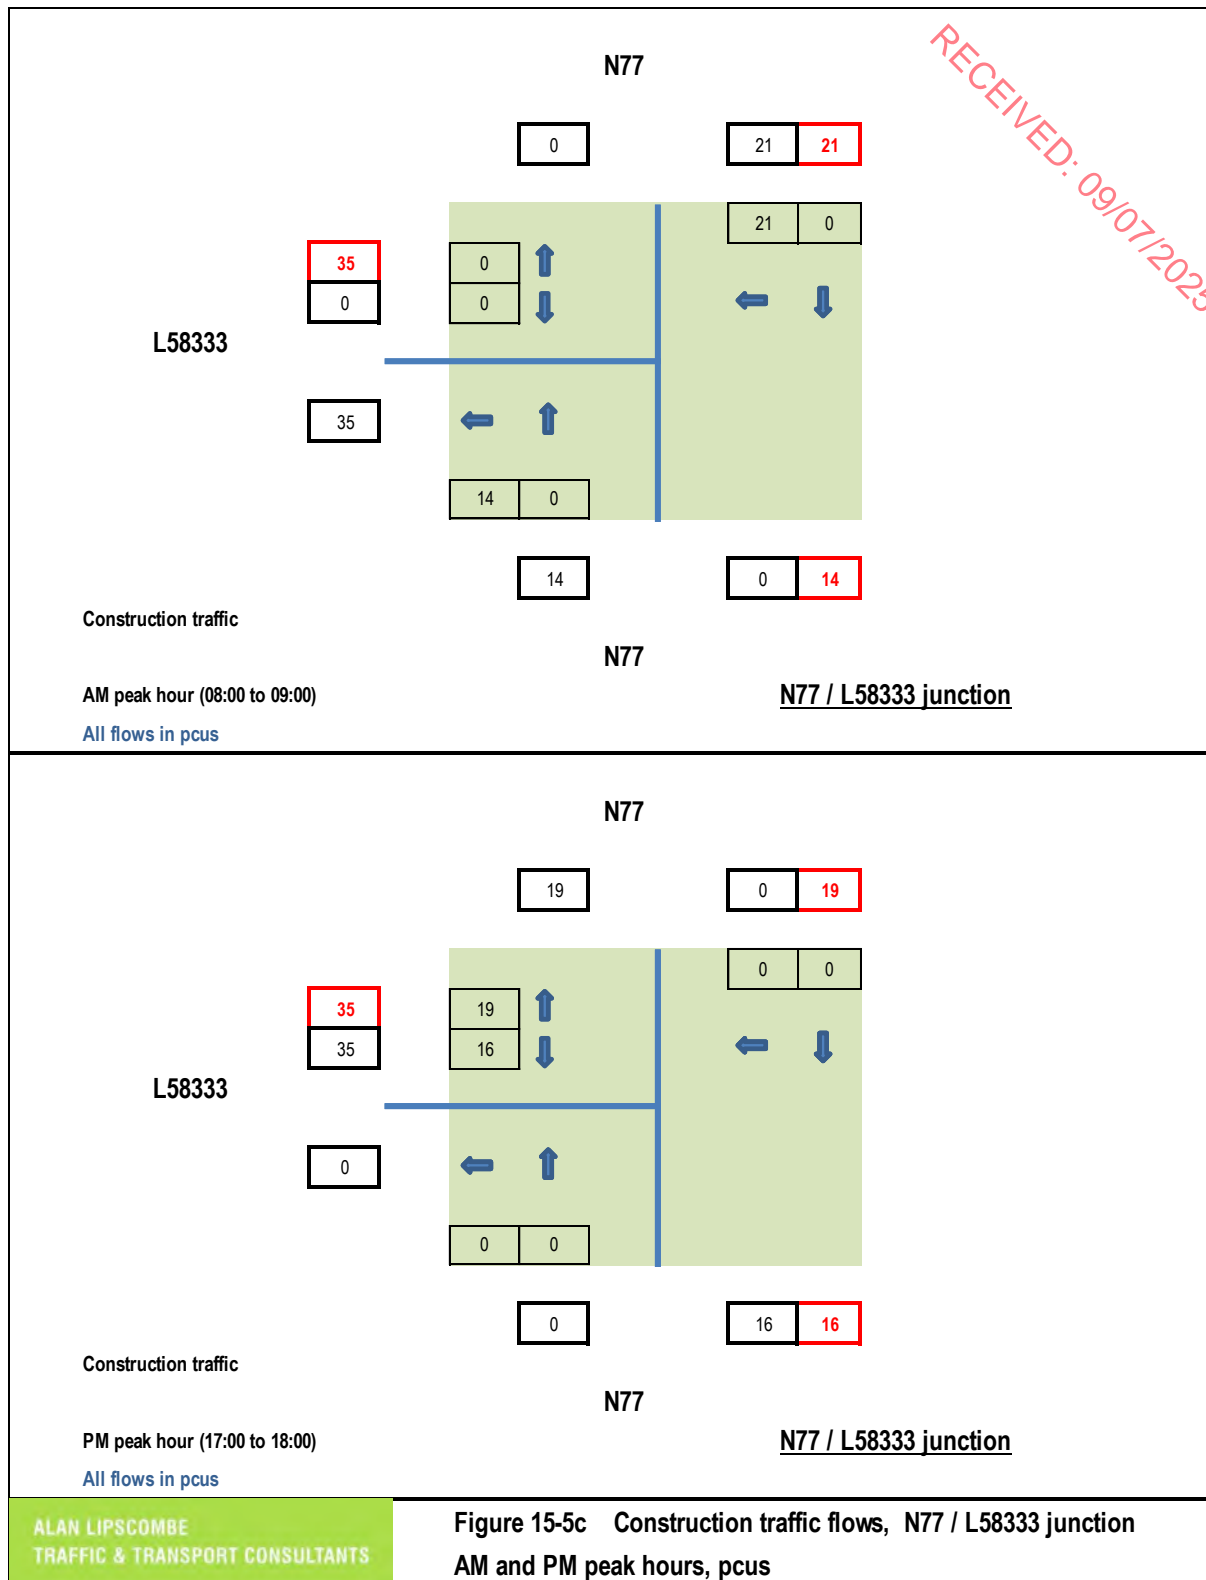 N77
RECEIVED: 09/07/2025
0 21 21
21 0
35 0
0 0
L58333
35
14 0
14 0 14
Construction traffic
N77
AM peak hour (08:00 to 09:00) N77 / L58333 junction
All flows in pcus
N77
19 0 19
0 0
35 19
35 16
L58333
0
0 0
0 16 16
Construction traffic
N77
PM peak hour (17:00 to 18:00) N77 / L58333 junction
All flows in pcus
ALAN LIPSCOMBE
TRAFFIC & TRANSPORT CONSULTANTS
Figure 15-5c Construction traffic flows, N77 / L58333 junction
AM and PM peak hours, pcus